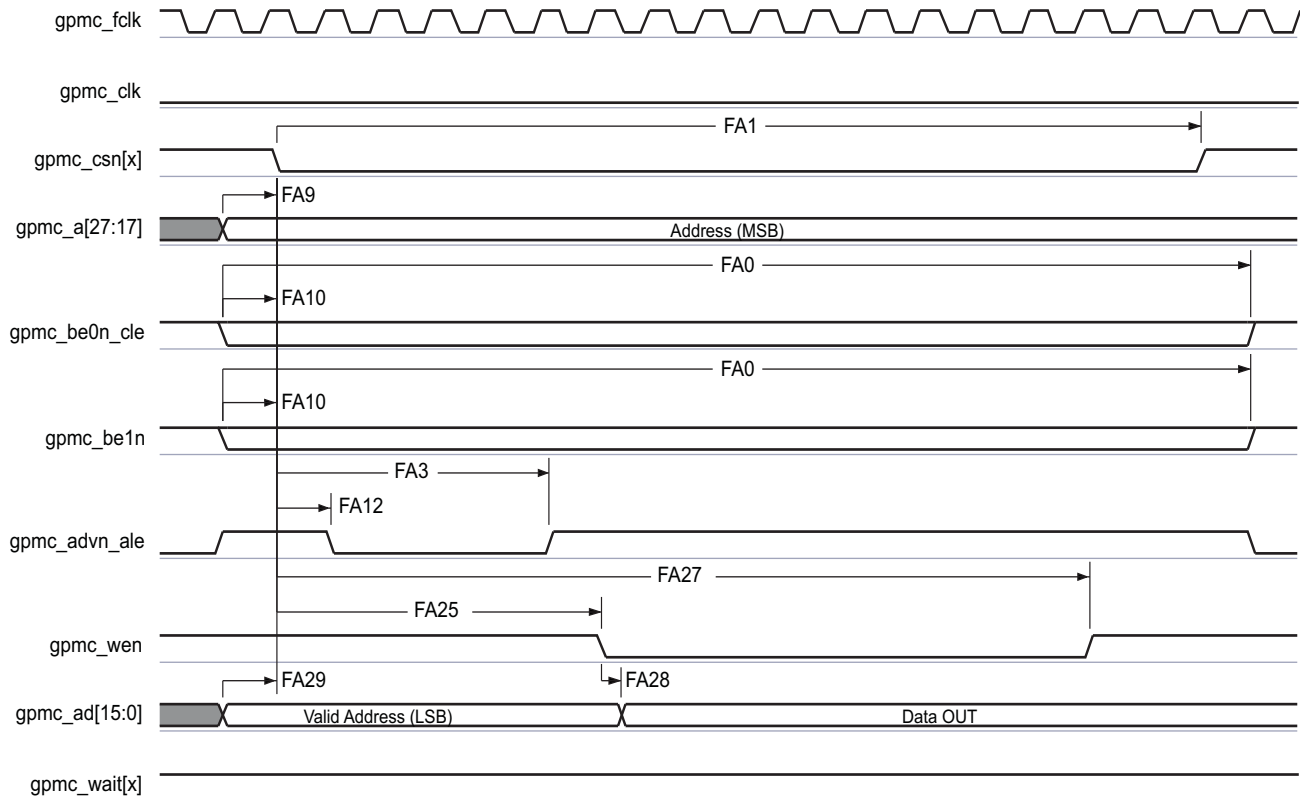 gpmc_fclk
gpmc_clk
FA1
gpmc_csn[x]
FA9
gpmc_a[27:17]
Address (MSB)
FA0
FA10
gpmc_be0n_cle
FA0
FA10
gpmc_be1n
FA3
FA12
gpmc_advn_ale
FA27
FA25
gpmc_wen
FA29
FA28
gpmc_ad[15:0]
Valid Address (LSB)
Data OUT
gpmc_wait[x]